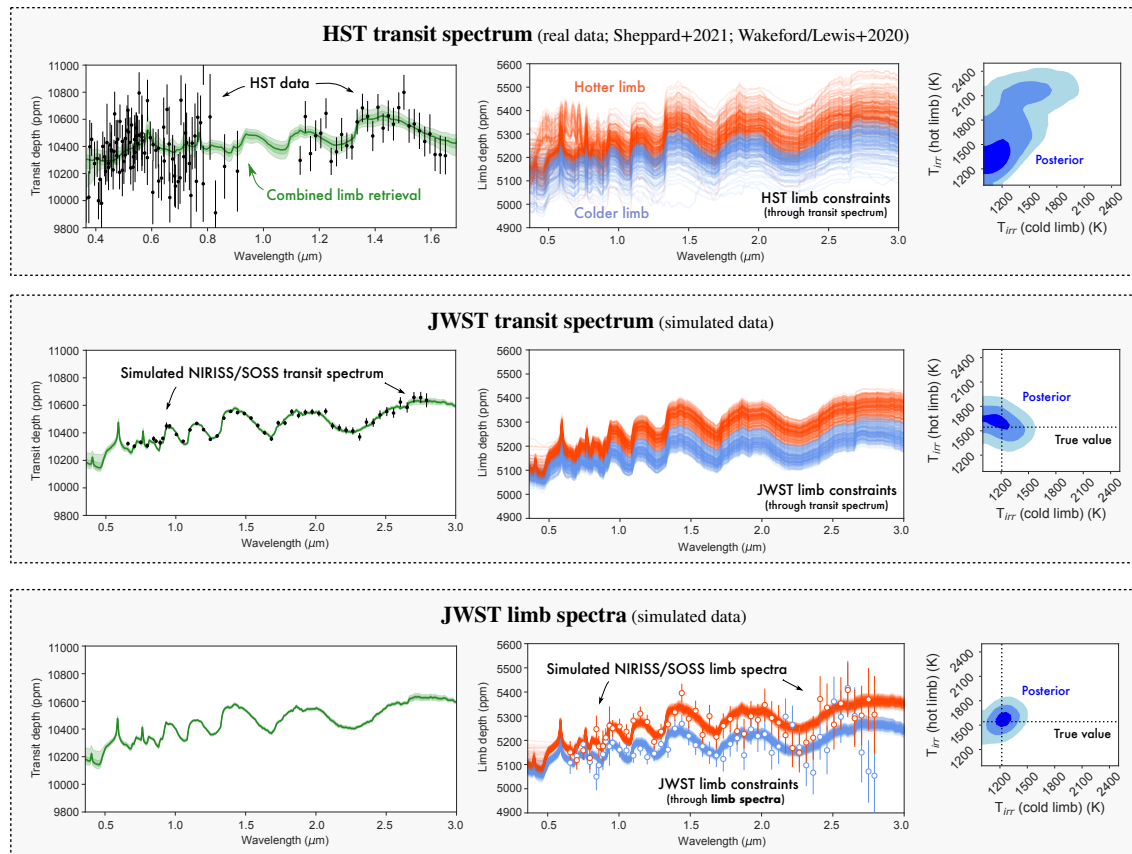 HST transit spectrum (real data; Sheppard+2021; Wakeford/Lewis+2020)
11000
10800
10600
10400
10200
10000
9800
Transit depth (ppm)
HST data
Combined limb retrieval
0.4 0.6 0.8 1.0 1.2 1.4 1.6
Wavelength (μm)
5600
5500
5400
5300
5200
5100
5000
4900
Limb depth (ppm)
Hotter limb
Colder limb
HST limb constraints
(through transit spectrum)
0.5 1.0 1.5 2.0 2.5 3.0
Wavelength (μm)
2400
2100
1800
1500
1200
T_irr (hot limb) (K)
Posterior
1200 1500 1800 2100 2400
T_irr (cold limb) (K)
JWST transit spectrum (simulated data)
11000
10800
10600
10400
10200
10000
9800
Transit depth (ppm)
Simulated NIRISS/SOSS transit spectrum
0.5 1.0 1.5 2.0 2.5 3.0
Wavelength (μm)
5600
5500
5400
5300
5200
5100
5000
4900
Limb depth (ppm)
JWST limb constraints
(through transit spectrum)
0.5 1.0 1.5 2.0 2.5 3.0
Wavelength (μm)
2400
2100
1800
1500
1200
T_irr (hot limb) (K)
Posterior
True value
1200 1500 1800 2100 2400
T_irr (cold limb) (K)
JWST limb spectra (simulated data)
11000
10800
10600
10400
10200
10000
9800
Transit depth (ppm)
0.5 1.0 1.5 2.0 2.5 3.0
Wavelength (μm)
5600
5500
5400
5300
5200
5100
5000
4900
Limb depth (ppm)
Simulated NIRISS/SOSS limb spectra
JWST limb constraints
(through limb spectra)
0.5 1.0 1.5 2.0 2.5 3.0
Wavelength (μm)
2400
2100
1800
1500
1200
T_irr (hot limb) (K)
Posterior
True value
1200 1500 1800 2100 2400
T_irr (cold limb) (K)